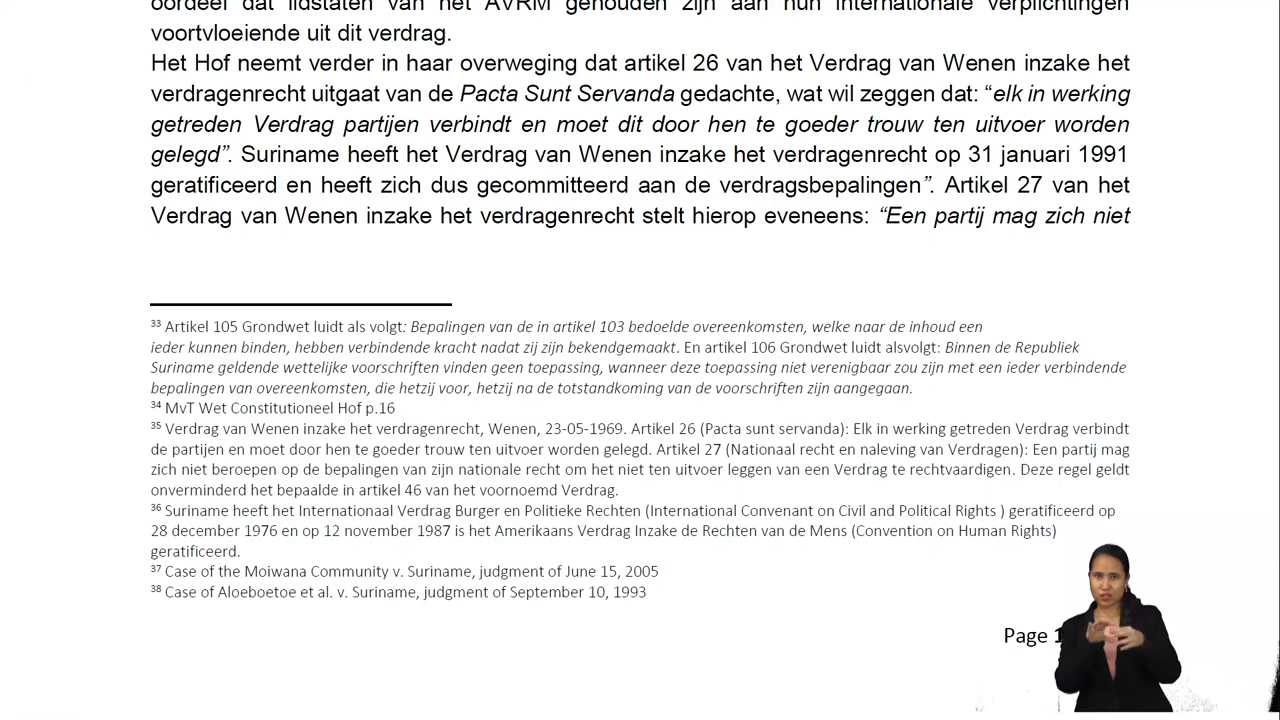 oordeel dat lidstaten van het AVRM gehouden zijn aan hun internationale verplichtingen
voortvloeiende uit dit verdrag.
Het Hof neemt verder in haar overweging dat artikel 26 van het Verdrag van Wenen inzake het
verdragenrecht uitgaat van de Pacta Sunt Servanda gedachte, wat wil zeggen dat: “elk in werking
getreden Verdrag partijen verbindt en moet dit door hen te goeder trouw ten uitvoer worden
gelegd”. Suriname heeft het Verdrag van Wenen inzake het verdragenrecht op 31 januari 1991
geratificeerd en heeft zich dus gecommitteerd aan de verdragsbepalingen”. Artikel 27 van het
Verdrag van Wenen inzake het verdragenrecht stelt hierop eveneens: “Een partij mag zich niet
33 Artikel 105 Grondwet luidt als volgt: Bepalingen van de in artikel 103 bedoelde overeenkomsten, welke naar de inhoud een
ieder kunnen binden, hebben verbindende kracht nadat zij zijn bekendgemaakt. En artikel 106 Grondwet luidt alsvolgt: Binnen de Republiek
Suriname geldende wettelijke voorschriften vinden geen toepassing, wanneer deze toepassing niet verenigbaar zou zijn met een ieder verbindende
bepalingen van overeenkomsten, die hetzij voor, hetzij na de totstandkoming van de voorschriften zijn aangegaan.
34 MvT Wet Constitutioneel Hof p.16
35 Verdrag van Wenen inzake het verdragenrecht, Wenen, 23-05-1969. Artikel 26 (Pacta sunt servanda): Elk in werking getreden Verdrag verbindt
de partijen en moet door hen te goeder trouw ten uitvoer worden gelegd. Artikel 27 (Nationaal recht en naleving van Verdragen): Een partij mag
zich niet beroepen op de bepalingen van zijn nationale recht om het niet ten uitvoer leggen van een Verdrag te rechtvaardigen. Deze regel geldt
onverminderd het bepaalde in artikel 46 van het voornoemd Verdrag.
36 Suriname heeft het Internationaal Verdrag Burger en Politieke Rechten (International Convenant on Civil and Political Rights ) geratificeerd op
28 december 1976 en op 12 november 1987 is het Amerikaans Verdrag Inzake de Rechten van de Mens (Convention on Human Rights)
geratificeerd.
37 Case of the Moiwana Community v. Suriname, judgment of June 15, 2005
38 Case of Aloeboetoe et al. v. Suriname, judgment of September 10, 1993
Page